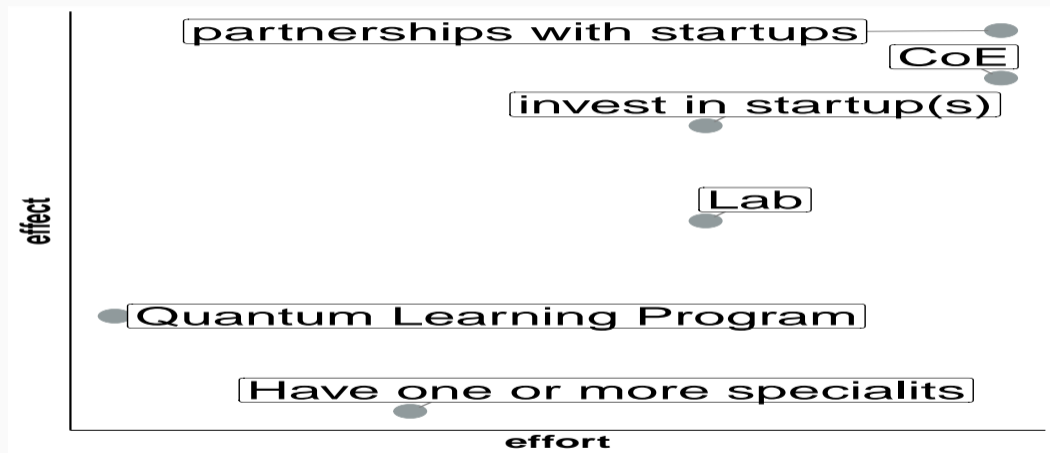 partnerships with startups
CoE
invest in startup(s)
Lab
effect
Quantum Learning Program
Have one or more specialits
effort